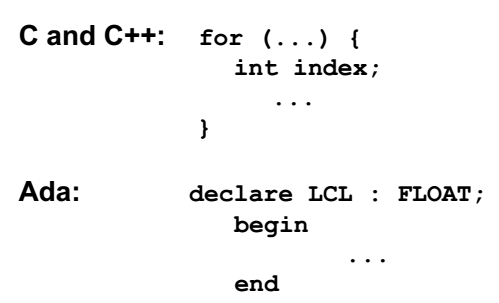 C and C++: for (...) {
int index;
...
}
Ada: declare LCL : FLOAT;
begin
...
end